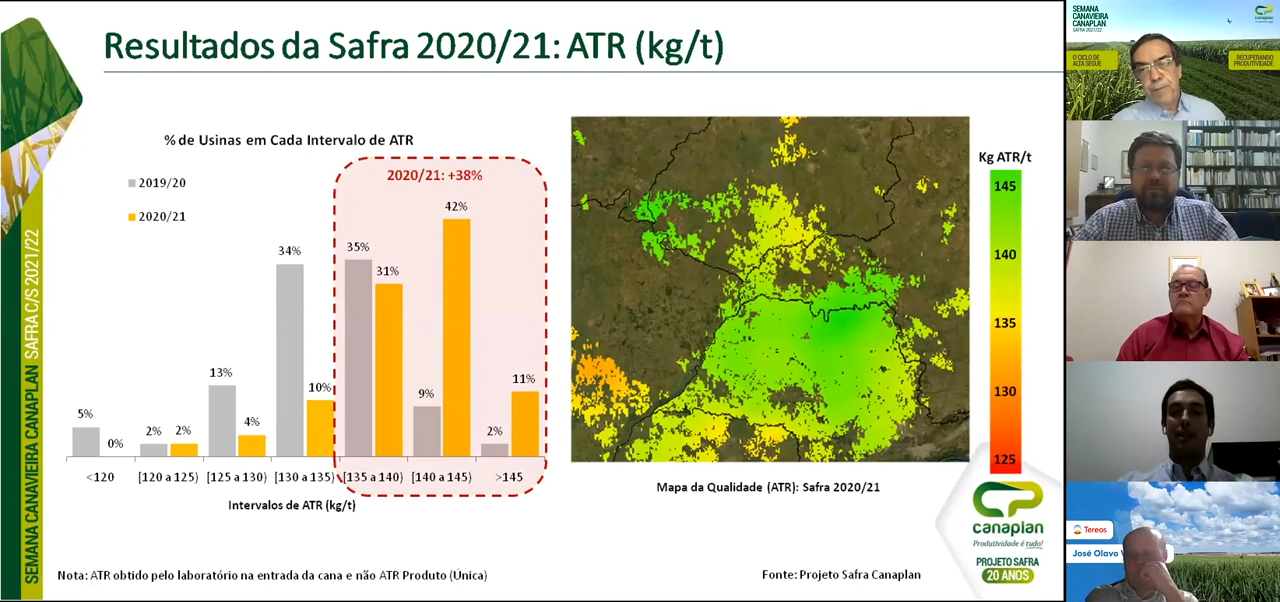 Resultados da Safra 2020/21: ATR (kg/t)
% de Usinas em Cada Intervalo de ATR
2019/20
2020/21
2020/21: +38%
5%
0%
2%
2%
13%
4%
34%
10%
35%
31%
9%
42%
2%
11%
<120
[120 a 125)
[125 a 130)
[130 a 135)
[135 a 140)
[140 a 145)
>145
Intervalos de ATR (kg/t)
Kg ATR/t
145
140
135
130
125
Mapa da Qualidade (ATR): Safra 2020/21
Nota: ATR obtido pelo laboratório na entrada da cana e não ATR Produto (Única)
Fonte: Projeto Safra Canaplan
canaplan
Produtividade é tudo!
PROJETO SAFRA
20 ANOS
SEMANA CANAVIEIRA CANAPLAN SAFRA C/S 2021/22
SEMANA
CANAVIEIRA
CANAPLAN
SAFRA 2021/22
canaplan
O CICLO DE
ALTA SEGUE
RECUPERANDO
PRODUTIVIDADE
Tereos
José Olavo